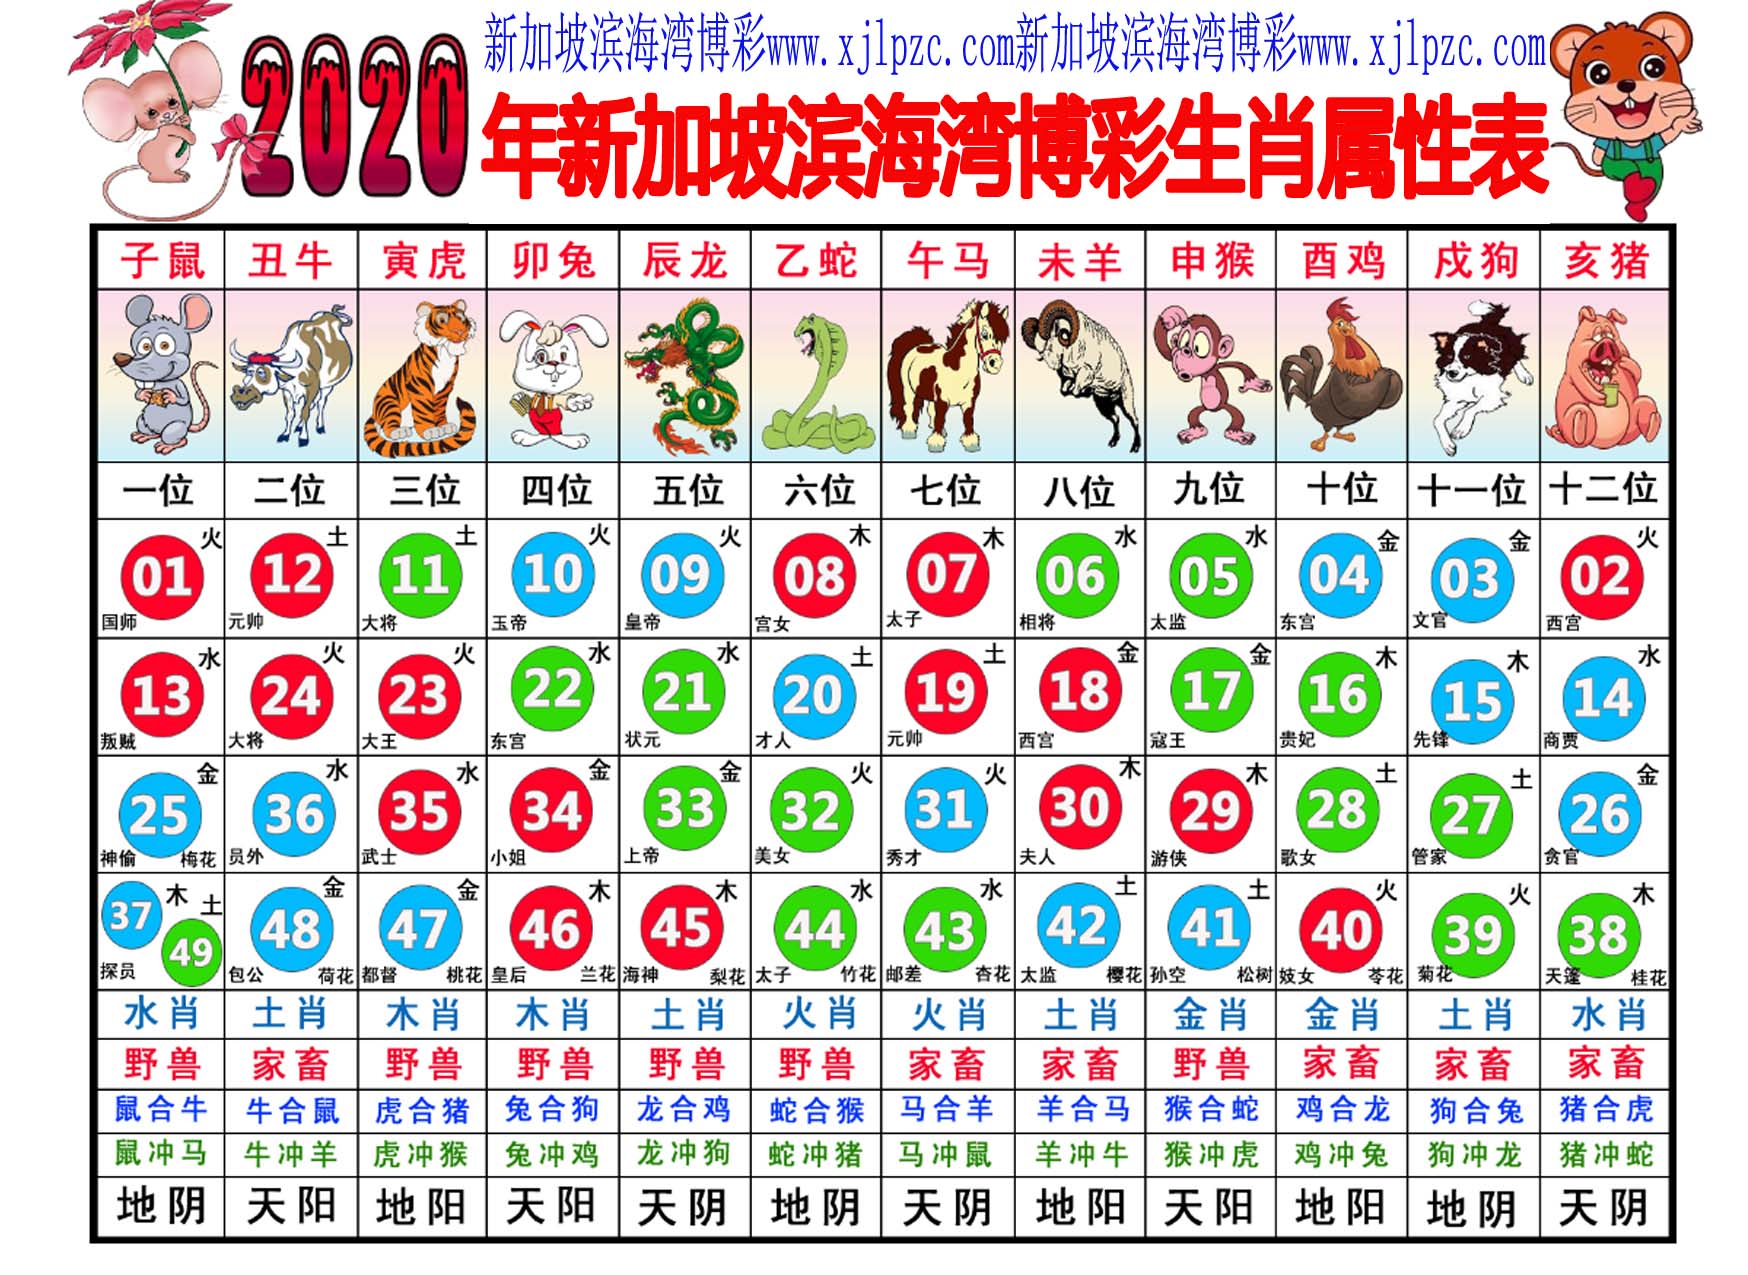 新加坡滨海湾博彩www.xjlpzc.com新加坡滨海湾博彩www.xjlpzc.com
2020年新加坡滨海湾博彩生肖属性表
子鼠 丑牛 寅虎 卯兔 辰龙 乙蛇 午马 未羊 申猴 酉鸡 戌狗 亥猪
一位 二位 三位 四位 五位 六位 七位 八位 九位 十位 十一位 十二位
火 土 土 火 火 木 木 水 水 金 金 火
01 12 11 10 09 08 07 06 05 04 03 02
国师 元帅 大将 玉帝 皇帝 宫女 太子 相将 太监 东宫 文官 西宫
水 火 火 水 水 土 土 金 金 木 木 水
13 24 23 22 21 20 19 18 17 16 15 14
叛贼 大将 大王 东宫 状元 才人 元帅 西宫 寇王 贵妃 先锋 商贾
金 水 水 金 金 火 火 木 木 土 土 金
25 36 35 34 33 32 31 30 29 28 27 26
神偷 梅花 员外 武士 小姐 上帝 美女 秀才 夫人 游侠 歌女 管家 贪官
木 土 金 金 木 木 水 水 土 土 火 火 木
37 49 48 47 46 45 44 43 42 41 40 39 38
探员 包公 荷花 都督 桃花 皇后 兰花 海神 梨花 太子 竹花 邮差 杏花 太监 樱花 孙空 松树 妓女 苓花 菊花 天篷 桂花
水肖 土肖 木肖 木肖 土肖 火肖 火肖 土肖 金肖 金肖 土肖 水肖
野兽 家畜 野兽 野兽 野兽 野兽 家畜 家畜 野兽 家畜 家畜 家畜
鼠合牛 牛合鼠 虎合猪 兔合狗 龙合鸡 蛇合猴 马合羊 羊合马 猴合蛇 鸡合龙 狗合兔 猪合虎
鼠冲马 牛冲羊 虎冲猴 兔冲鸡 龙冲狗 蛇冲猪 马冲鼠 羊冲牛 猴冲虎 鸡冲兔 狗冲龙 猪冲蛇
地阴 天阳 地阳 天阳 天阴 地阴 天阴 地阳 天阳 地阳 地阴 天阴